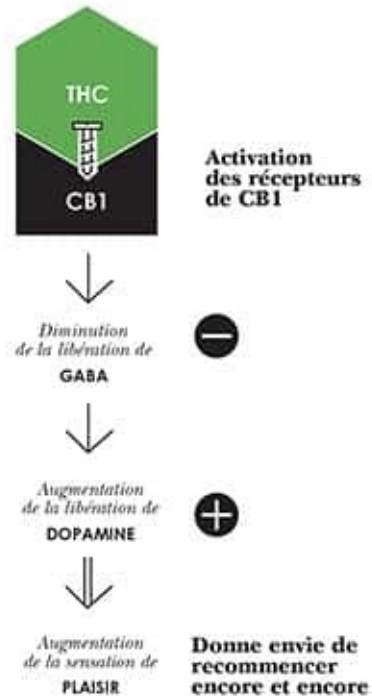 THC
CB1
Activation
des récepteurs
de CB1
Diminution
de la libération de
GABA
Augmentation
de la libération de
DOPAMINE
Augmentation
de la sensation de
PLAISIR
Donne envie de
recommencer
encore et encore